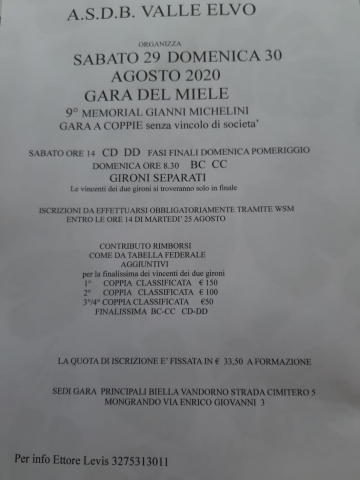 A.S.D.B. VALLE ELVO
ORGANIZZA
SABATO 29 DOMENICA 30
AGOSTO 2020
GARA DEL MIELE
9° MEMORIAL GIANNI MICHELINI
GARA A COPPIE senza vincolo di societa'
SABATO ORE 14 CD DD FASI FINALI DOMENICA POMERIGGIO
DOMENICA ORE 8.30 BC CC
GIRONI SEPARATI
Le vincenti dei due gironi si troveranno solo in finale
ISCRIZIONI DA EFFETTUARSI OBBLIGATORIAMENTE TRAMITE WSM
ENTRO LE ORE 14 DI MARTEDI' 25 AGOSTO
CONTRIBUTO RIMBORSI
COME DA TABELLA FEDERALE
AGGIUNTIVI
per la finalissima dei vincenti dei due gironi
1° COPPIA CLASSIFICATA € 150
2° COPPIA CLASSIFICATA € 100
3°/4° COPPIA CLASSIFICATA €50
FINALISSIMA BC-CC CD-DD
LA QUOTA DI ISCRIZIONE E' FISSATA IN € 33,50 A FORMAZIONE
SEDI GARA PRINCIPALI BIELLA VANDORNO STRADA CIMITERO 5
MONGRANDO VIA ENRICO GIOVANNI 3
Per info Ettore Levis 3275313011